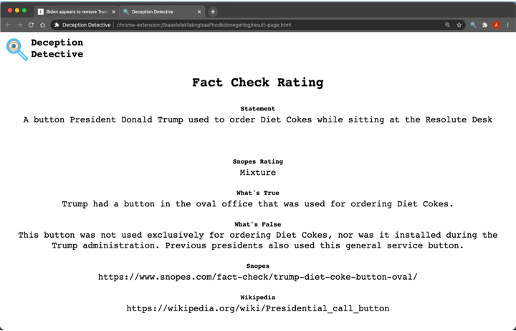 Biden appears to remove Trum
Deception Detective
Deception Detective | chrome-extension://
/result-page.html
Deception
Detective
Fact Check Rating
Statement
A button President Donald Trump used to order Diet Cokes while sitting at the Resolute Desk
Snopes Rating
Mixture
What's True
Trump had a button in the oval office that was used for ordering Diet Cokes.
What's False
This button was not used exclusively for ordering Diet Cokes, nor was it installed during the
Trump administration. Previous presidents also used this general service button.
Snopes
https://www.snopes.com/fact-check/trump-diet-coke-button-oval/
Wikipedia
https://wikipedia.org/wiki/Presidential_call_button